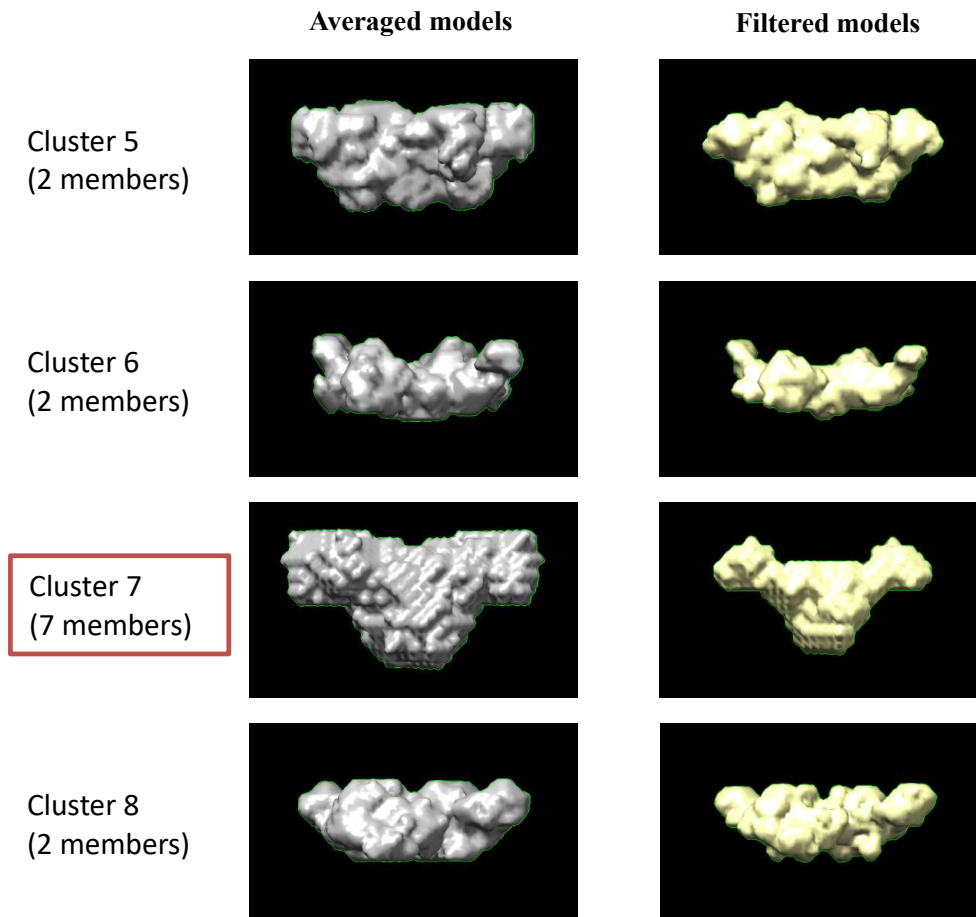 Averaged models
Filtered models
Cluster 5
(2 members)
Cluster 6
(2 members)
Cluster 7
(7 members)
Cluster 8
(2 members)